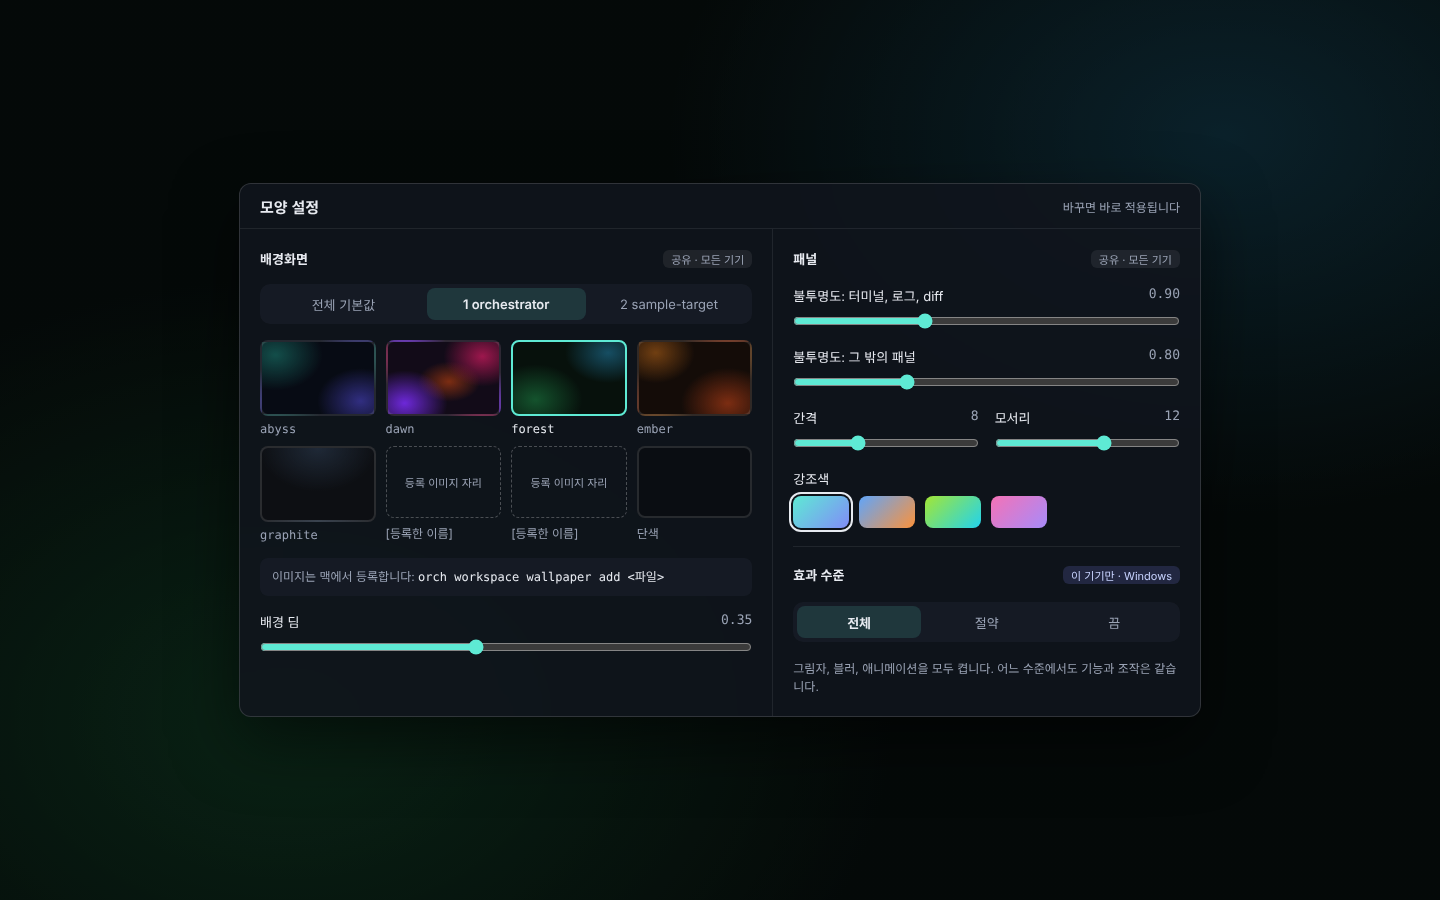 모양 설정
바꾸면 바로 적용됩니다
배경화면
공유 · 모든 기기
전체 기본값
1 orchestrator
2 sample-target
abyss
dawn
forest
ember
등록 이미지 자리
등록 이미지 자리
graphite
[등록한 이름]
[등록한 이름]
단색
이미지는 맥에서 등록합니다: orch workspace wallpaper add <파일>
배경 딤
0.35
패널
공유 · 모든 기기
불투명도: 터미널, 로그, diff
0.90
불투명도: 그 밖의 패널
0.80
간격
8
모서리
12
강조색
효과 수준
이 기기만 · Windows
전체
절약
끔
그림자, 블러, 애니메이션을 모두 켭니다. 어느 수준에서도 기능과 조작은 같습
니다.